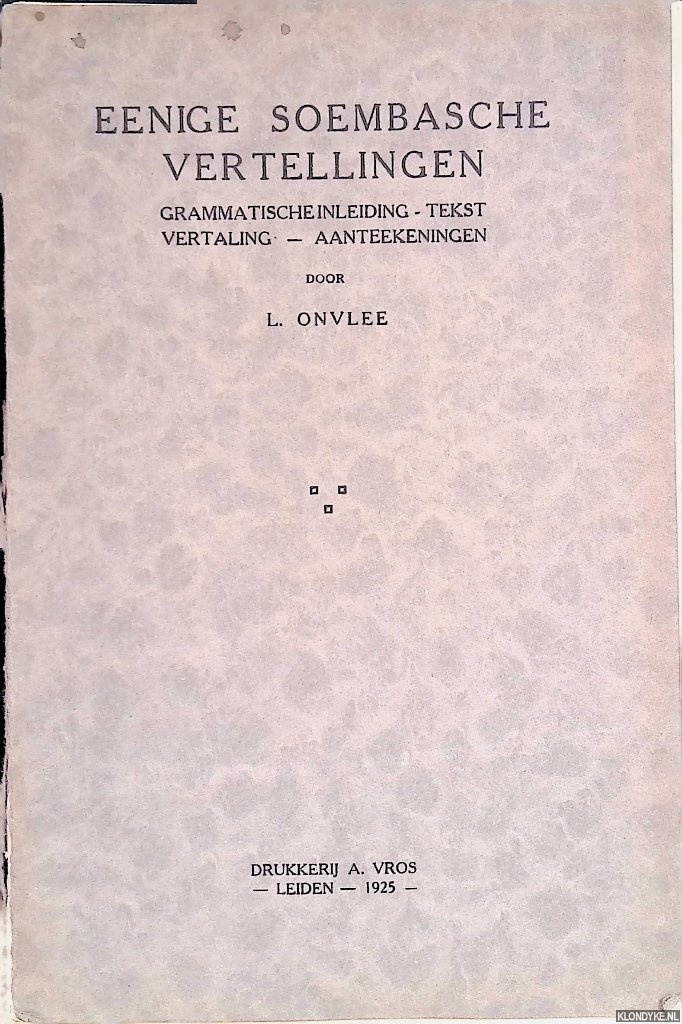 EENIGE SOEMBASCHE
VERTELLINGEN
GRAMMATISCHE INLEIDING - TEKST
VERTALING — AANTEEKENINGEN
DOOR
L. ONVLEE
DRUKKERIJ A. VROS
— LEIDEN — 1925 —
KLONDYKE.NL